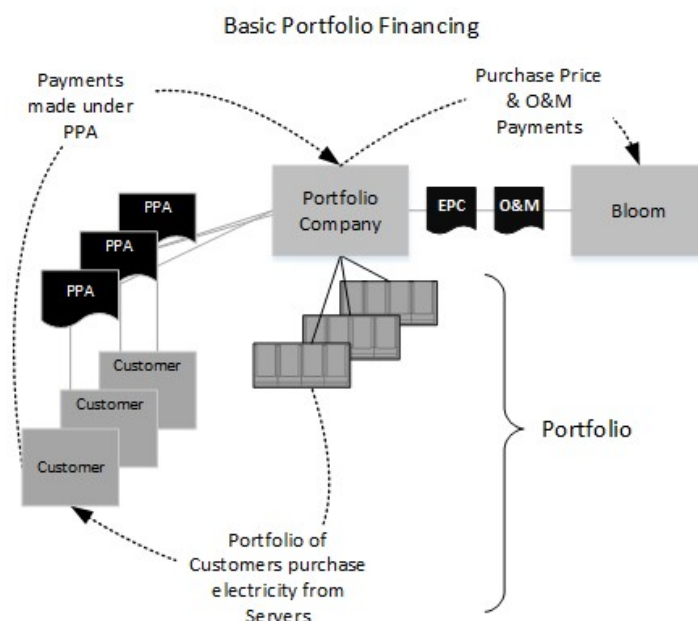 Basic Portfolio Financing
Payments
made under
PPA
Purchase Price
& O&M
Payments
PPA
PPA
PPA
Portfolio
Company
EPC
O&M
Bloom
Customer
Customer
Customer
Portfolio
Portfolio of
Customers purchase
electricity from
Servers